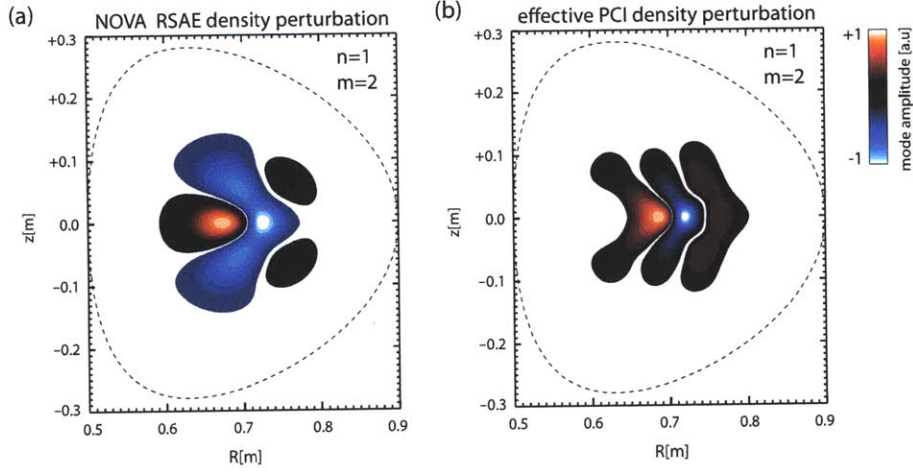 (a)
NOVA RSAE density perturbation
n=1
m=2
+0.3
+0.2
+0.1
0.0
−0.1
−0.2
−0.3
z[m]
0.5 0.6 0.7 0.8 0.9
R[m]
(b)
effective PCI density perturbation
n=1
m=2
+0.3
+0.2
+0.1
0.0
−0.1
−0.2
−0.3
z[m]
0.5 0.6 0.7 0.8 0.9
R[m]
+1
-1
mode amplitude [a.u]